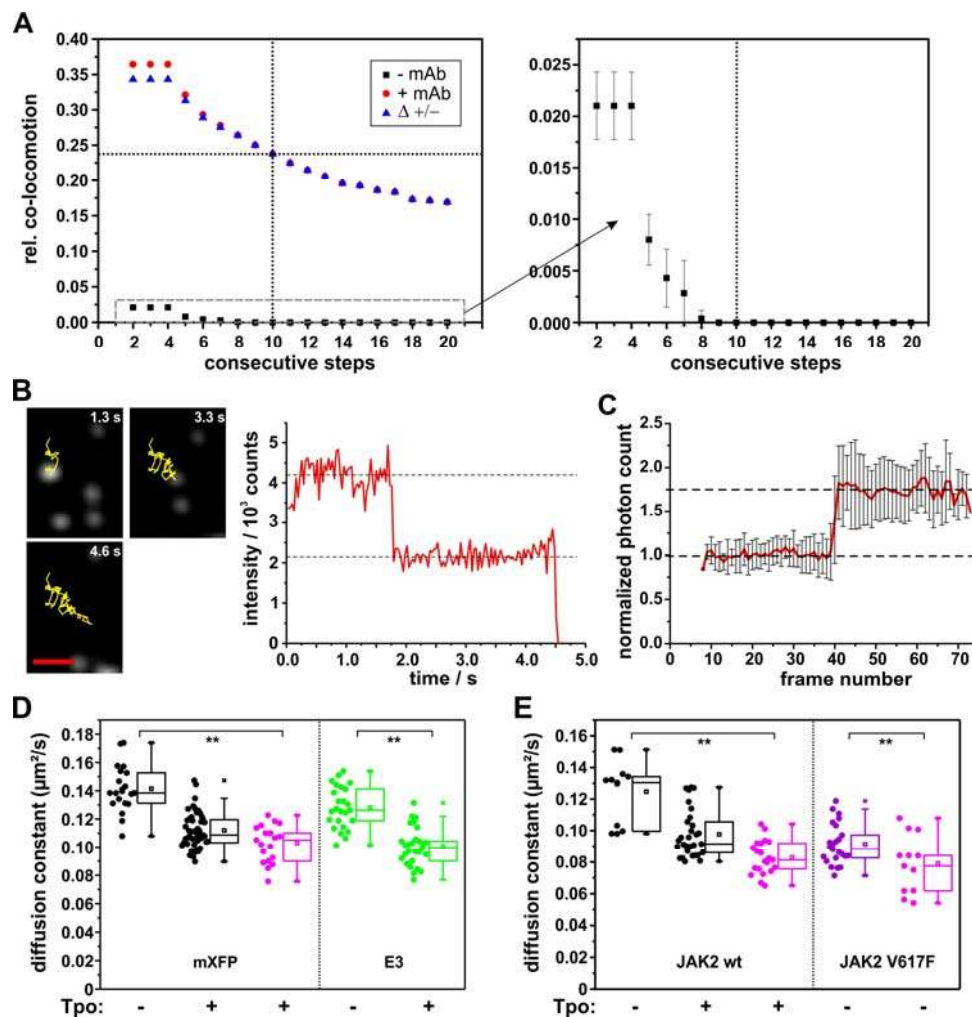 A
0.40
0.35
0.30
0.25
0.20
0.15
0.10
0.05
0.00
rel. co-locomotion
- mAb
+ mAb
Δ +/−
2 4 6 8 10 12 14 16 18 20
consecutive steps
0.025
0.020
0.015
0.010
0.005
0.000
2 4 6 8 10 12 14 16 18 20
consecutive steps
B
1.3 s
3.3 s
4.6 s
intensity / 10³ counts
5
4
3
2
1
0
0.0 1.0 2.0 3.0 4.0 5.0
time / s
C
normalized photon count
2.5
2.0
1.5
1.0
0.5
0.0
0 10 20 30 40 50 60 70
frame number
D
diffusion constant (µm²/s)
0.18
0.16
0.14
0.12
0.10
0.08
0.06
0.04
0.02
0
** **
mXFP E3
Tpo: - + + - +
E
diffusion constant (µm²/s)
0.16
0.14
0.12
0.10
0.08
0.06
0.04
0.02
0
** **
JAK2 wt JAK2 V617F
Tpo: - + + - -